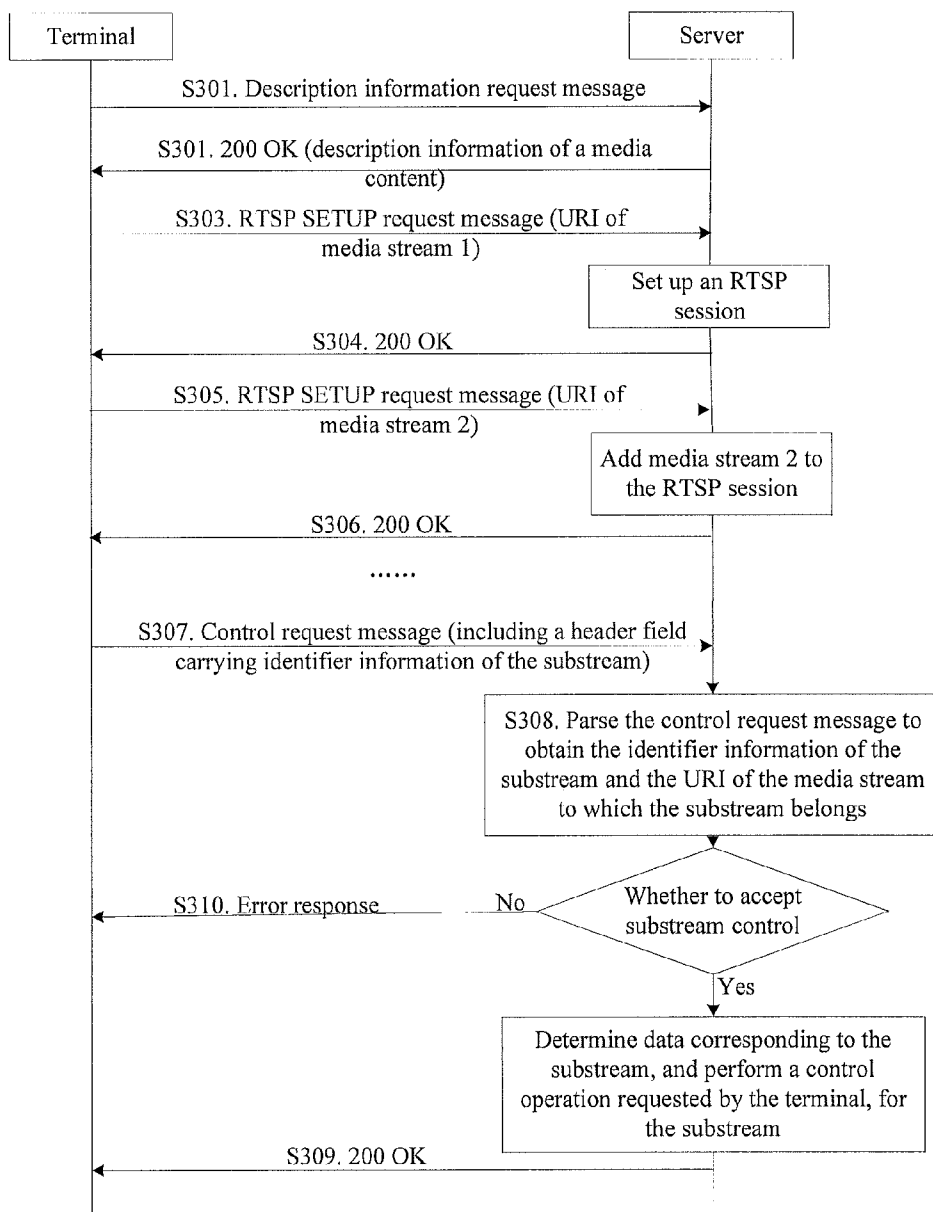 Terminal
Server
S301. Description information request message
S301. 200 OK (description information of a media
content)
S303. RTSP SETUP request message (URI of
media stream 1)
Set up an RTSP
session
S304. 200 OK
S305. RTSP SETUP request message (URI of
media stream 2)
Add media stream 2 to
the RTSP session
S306. 200 OK
......
S307. Control request message (including a header field
carrying identifier information of the substream)
S308. Parse the control request message to
obtain the identifier information of the
substream and the URI of the media stream
to which the substream belongs
S310. Error response
No
Whether to accept
substream control
Yes
Determine data corresponding to the
substream, and perform a control
operation requested by the terminal, for
the substream
S309. 200 OK